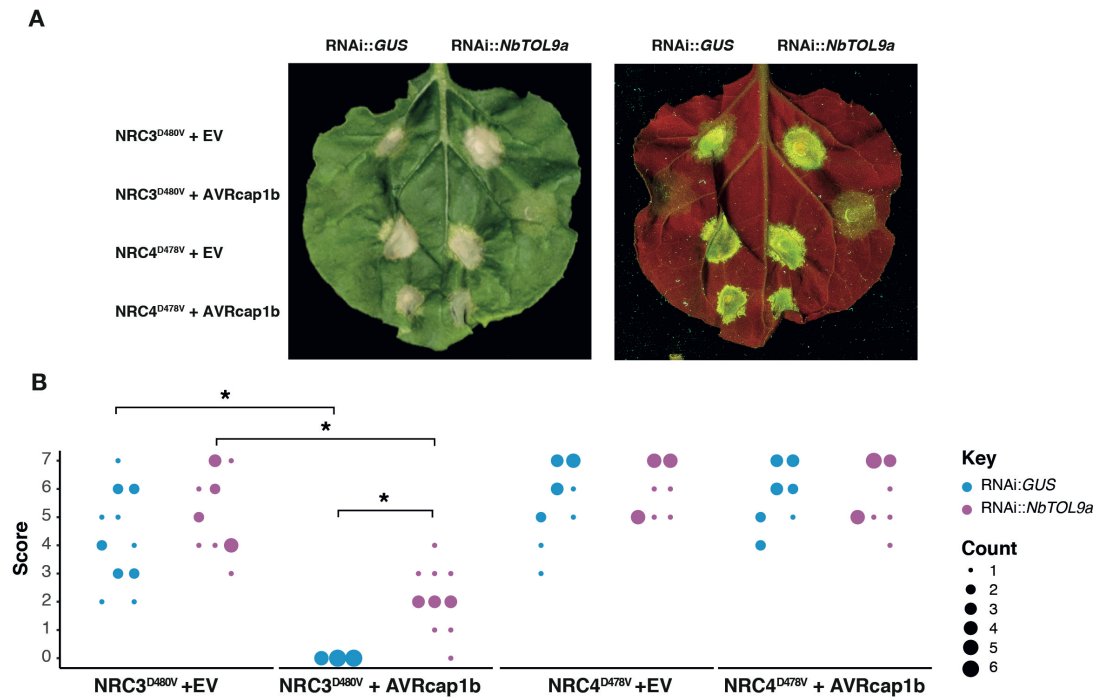 A
RNAi::GUS RNAi::NbTOL9a RNAi::GUS RNAi::NbTOL9a
NRC3ᴰ⁴⁸⁰ⱽ + EV
NRC3ᴰ⁴⁸⁰ⱽ + AVRcap1b
NRC4ᴰ⁴⁷⁸ⱽ + EV
NRC4ᴰ⁴⁷⁸ⱽ + AVRcap1b
B
* 
*
*
Score
7
6
5
4
3
2
1
0
NRC3ᴰ⁴⁸⁰ⱽ +EV NRC3ᴰ⁴⁸⁰ⱽ + AVRcap1b NRC4ᴰ⁴⁷⁸ⱽ +EV NRC4ᴰ⁴⁷⁸ⱽ + AVRcap1b
Key
RNAi:GUS
RNAi::NbTOL9a
Count
1
2
3
4
5
6